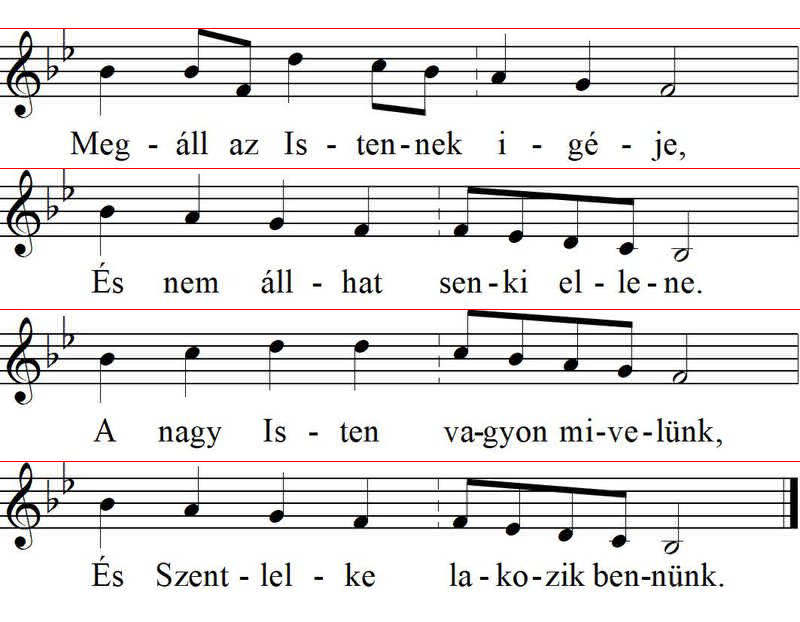 Meg - áll az Is - ten - nek i - gé - je,
És nem áll - hat sen - ki el - le - ne.
A nagy Is - ten va - gyon mi - ve - lünk,
És Szent - lel - ke la - ko - zik ben - nünk.